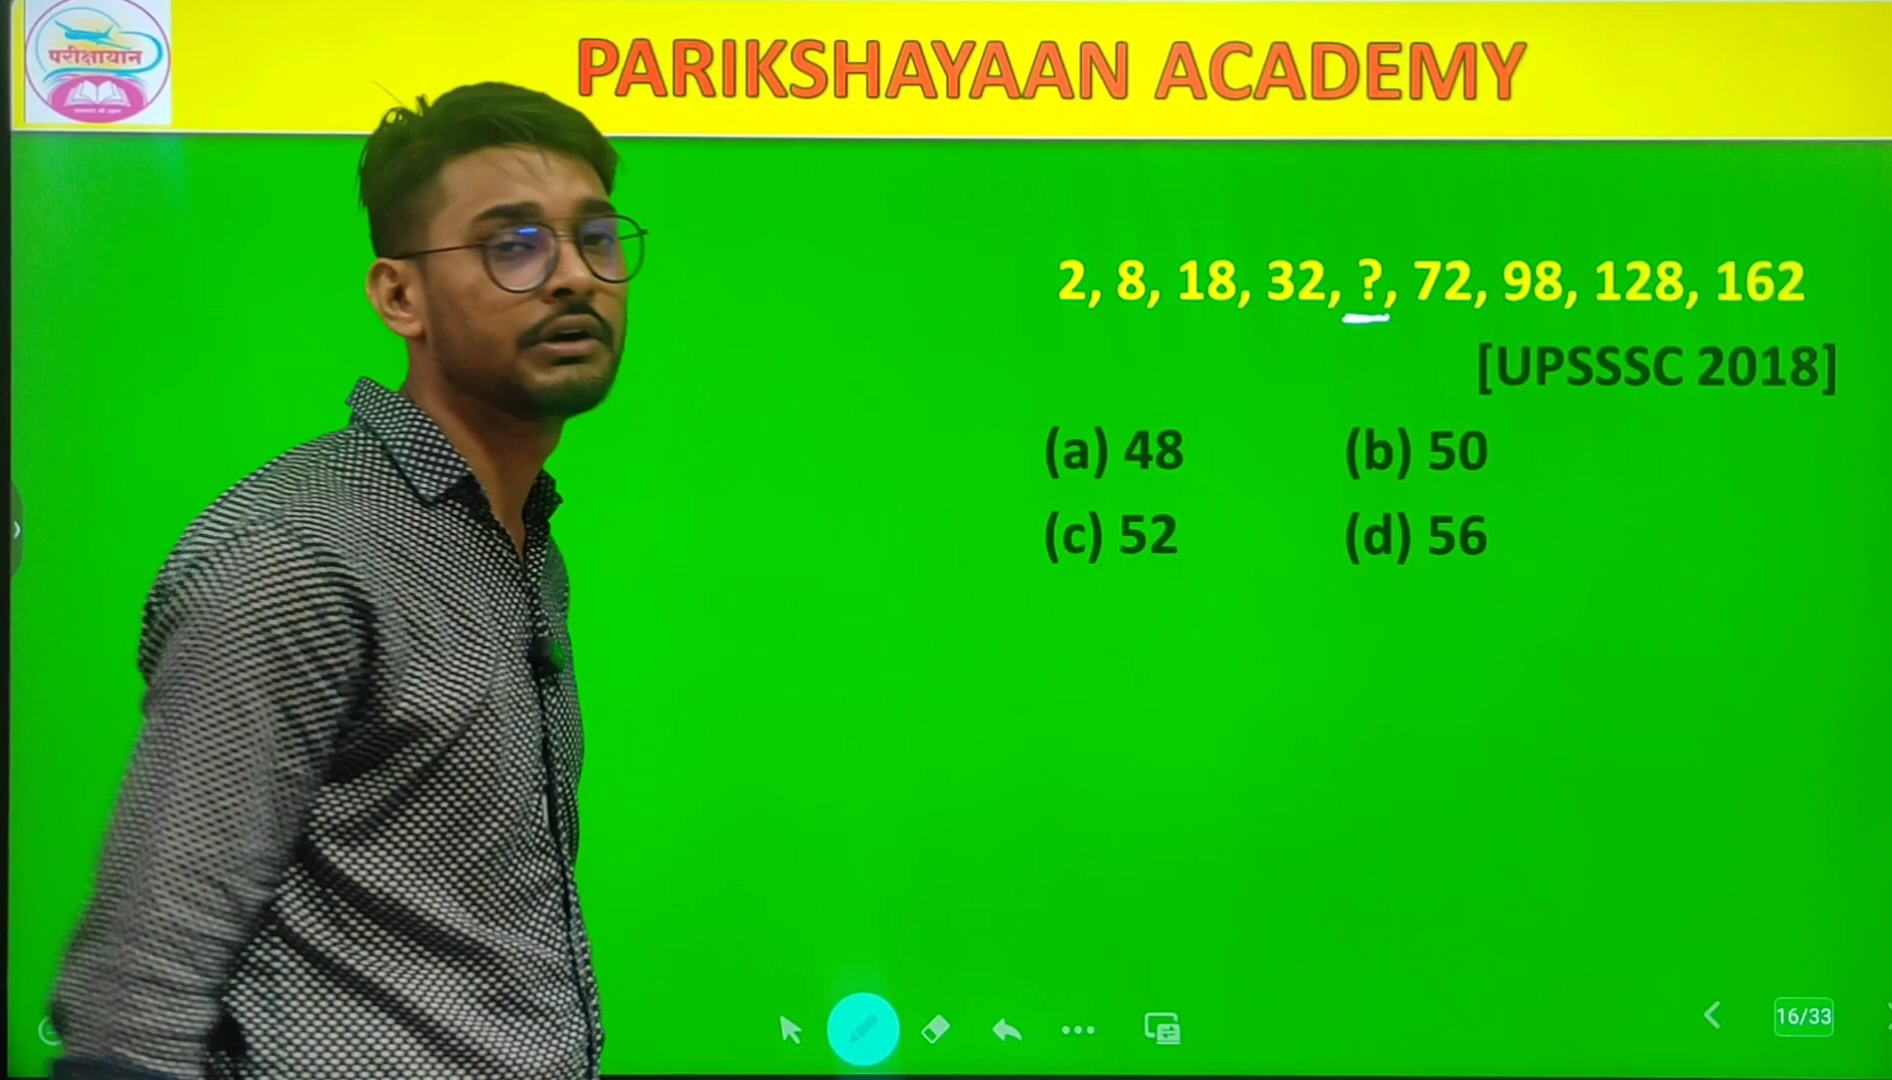 परीक्षायान
PARIKSHAYAAN ACADEMY
2, 8, 18, 32, ?, 72, 98, 128, 162
[UPSSSC 2018]
(a) 48 (b) 50
(c) 52 (d) 56
16/33